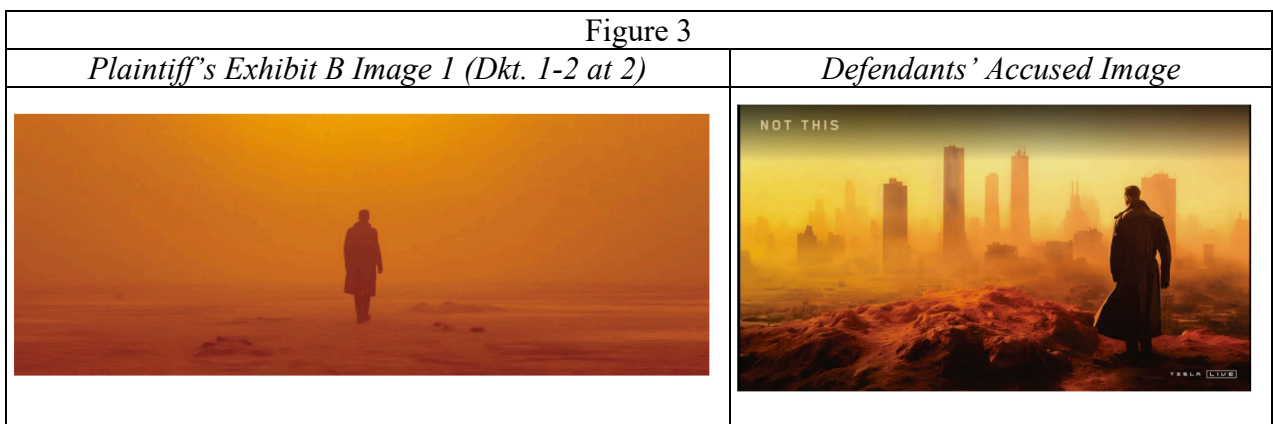 Figure 3
Plaintiff's Exhibit B Image 1 (Dkt. 1-2 at 2)
Defendants' Accused Image
NOT THIS
TESLA LIVE